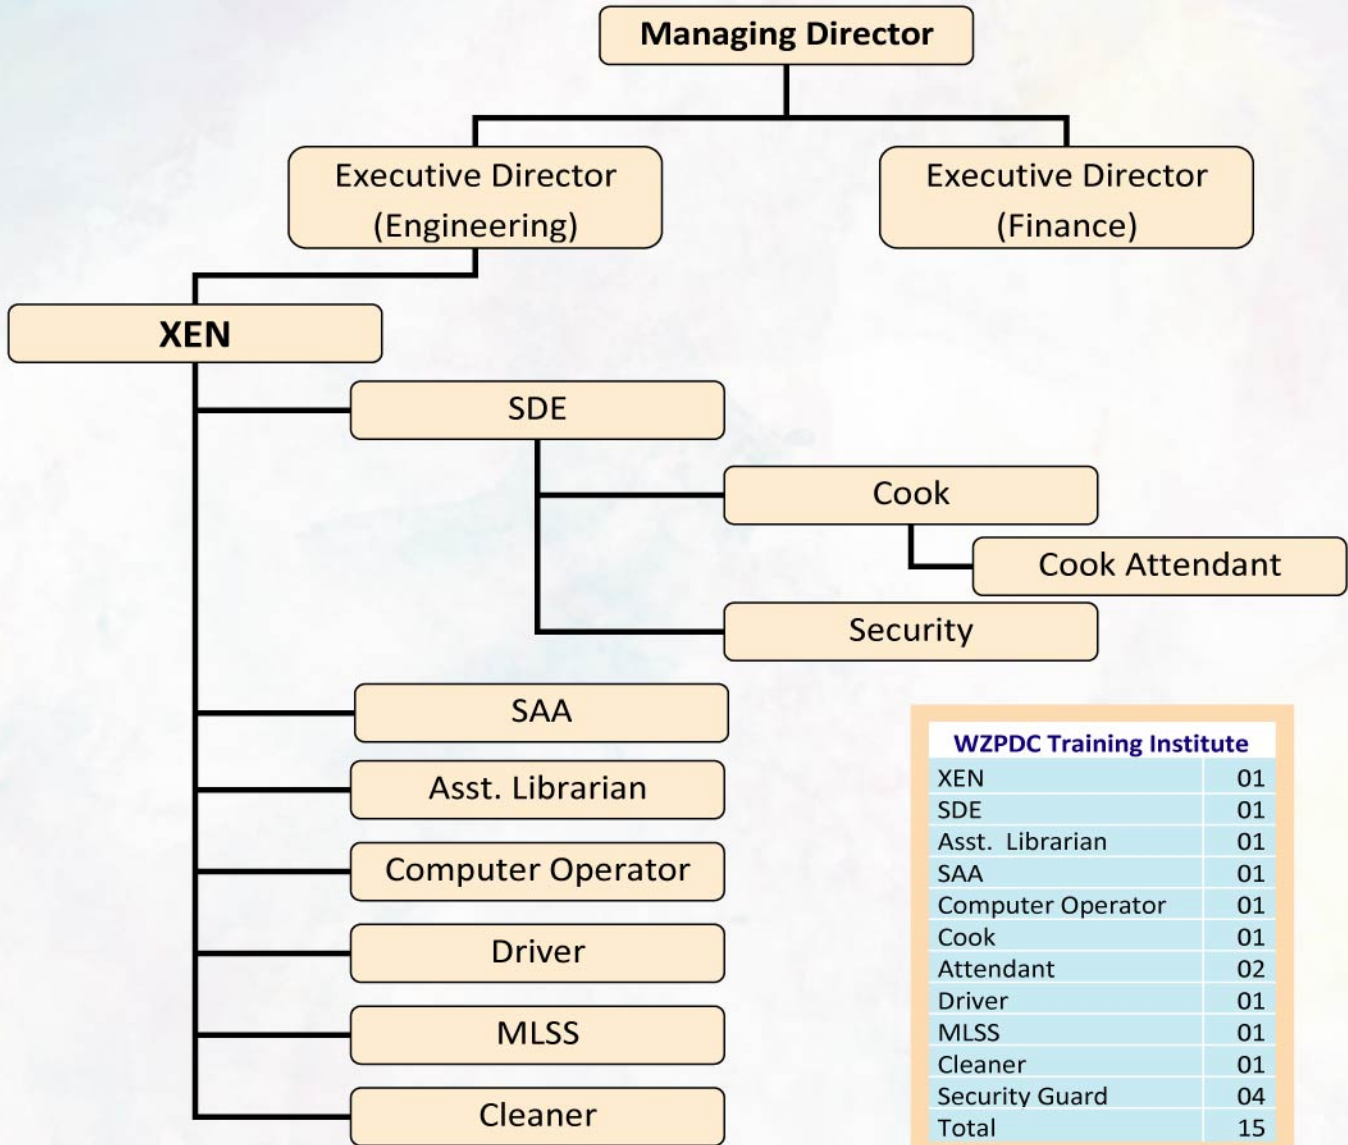 Managing Director
Executive Director
(Engineering)
Executive Director
(Finance)
XEN
SDE
Cook
Cook Attendant
Security
SAA
Asst. Librarian
Computer Operator
Driver
MLSS
Cleaner
WZPDC Training Institute
XEN 01
SDE 01
Asst. Librarian 01
SAA 01
Computer Operator 01
Cook 01
Attendant 02
Driver 01
MLSS 01
Cleaner 01
Security Guard 04
Total 15